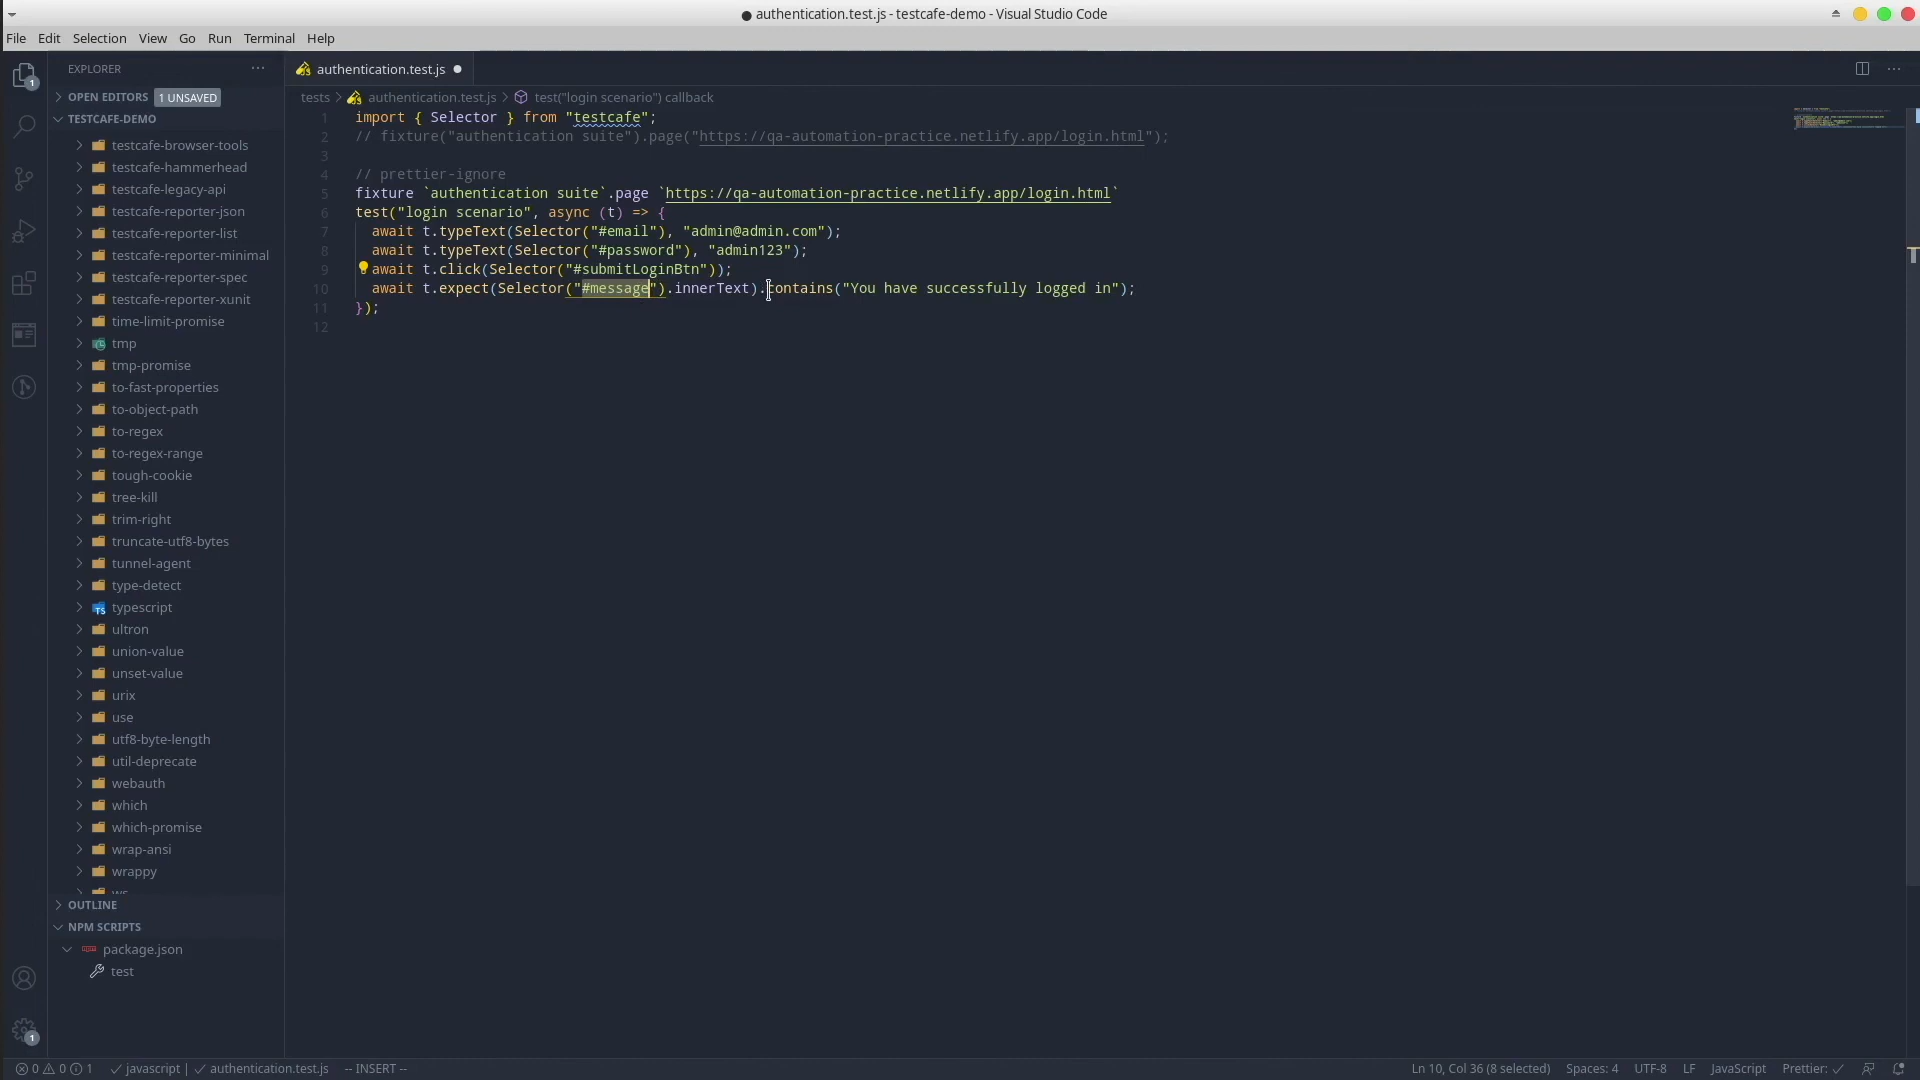 ● authentication.test.js - testcafe-demo - Visual Studio Code
File Edit Selection View Go Run Terminal Help
1
1
EXPLORER
OPEN EDITORS 1 UNSAVED
TESTCAFE-DEMO
testcafe-browser-tools
testcafe-hammerhead
testcafe-legacy-api
testcafe-reporter-json
testcafe-reporter-list
testcafe-reporter-minimal
testcafe-reporter-spec
testcafe-reporter-xunit
time-limit-promise
tmp
tmp-promise
to-fast-properties
to-object-path
to-regex
to-regex-range
tough-cookie
tree-kill
trim-right
truncate-utf8-bytes
tunnel-agent
type-detect
TS typescript
ultron
union-value
unset-value
urix
use
utf8-byte-length
util-deprecate
webauth
which
which-promise
wrap-ansi
wrappy
ws
OUTLINE
NPM SCRIPTS
package.json
test
authentication.test.js ●
tests > authentication.test.js > test("login scenario") callback
1 import { Selector } from "testcafe";
2 // fixture("authentication suite").page("https://qa-automation-practice.netlify.app/login.html");
3
4 // prettier-ignore
5 fixture `authentication suite`.page `https://qa-automation-practice.netlify.app/login.html`
6 test("login scenario", async (t) => {
7 await t.typeText(Selector("#email"), "admin@admin.com");
8 await t.typeText(Selector("#password"), "admin123");
9 await t.click(Selector("#submitLoginBtn"));
10 await t.expect(Selector("#message").innerText).contains("You have successfully logged in");
11 });
12
0 0 1 javascript | authentication.test.js -- INSERT -- Ln 10, Col 36 (8 selected) Spaces: 4 UTF-8 LF JavaScript Prettier: ✓